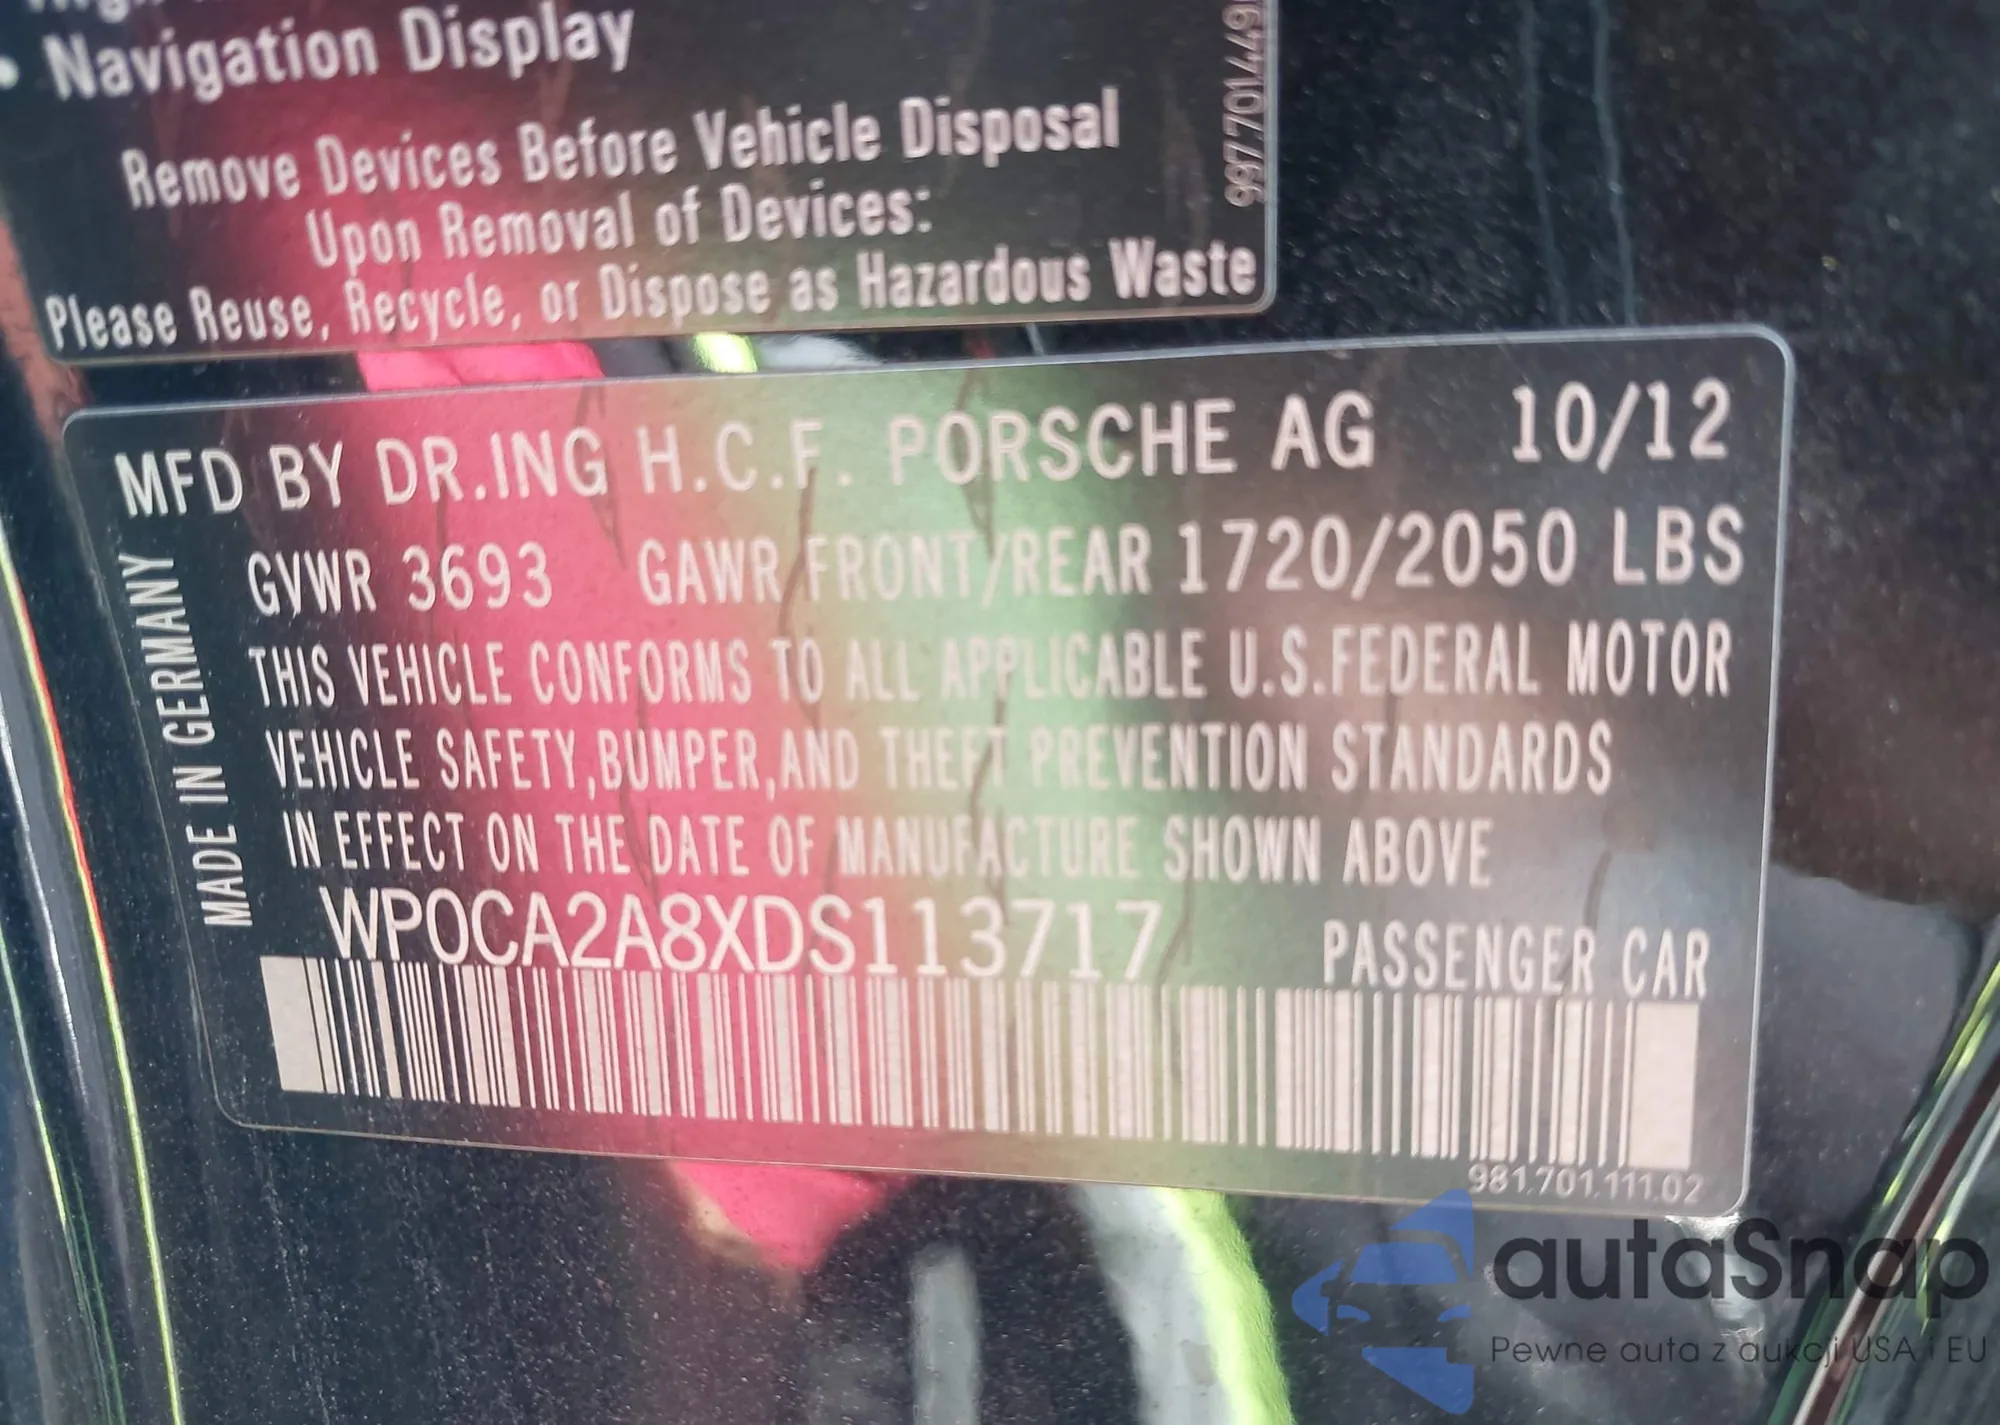 • Navigation Display
Remove Devices Before Vehicle Disposal
Upon Removal of Devices:
Please Reuse, Recycle, or Dispose as Hazardous Waste
MFD BY DR.ING H.C.F. PORSCHE AG 10/12
GVWR 3693 GAWR FRONT/REAR 1720/2050 LBS
THIS VEHICLE CONFORMS TO ALL APPLICABLE U.S.FEDERAL MOTOR
VEHICLE SAFETY,BUMPER,AND THEFT PREVENTION STANDARDS
IN EFFECT ON THE DATE OF MANUFACTURE SHOWN ABOVE
MADE IN GERMANY
WP0CA2A8XDS113717 PASSENGER CAR
981.701.111.02
autaSnap
Pewne auta z aukcji USA i EU